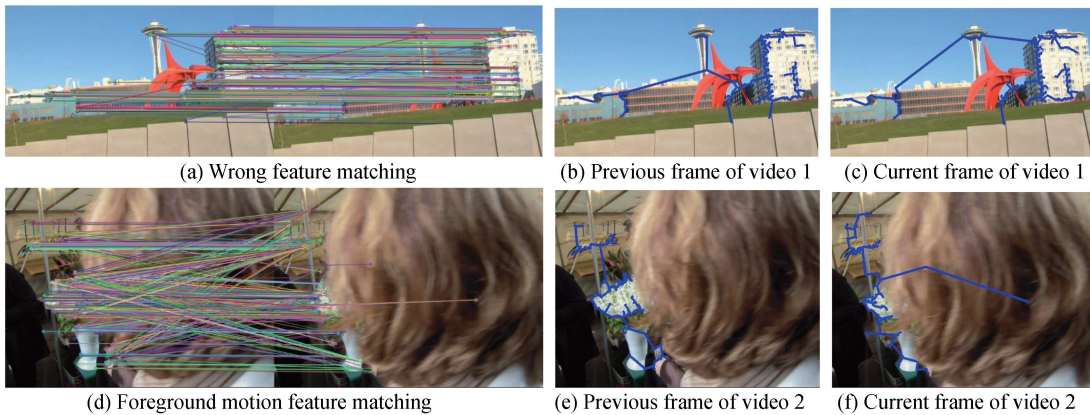 (a) Wrong feature matching
(b) Previous frame of video 1
(c) Current frame of video 1
(d) Foreground motion feature matching
(e) Previous frame of video 2
(f) Current frame of video 2